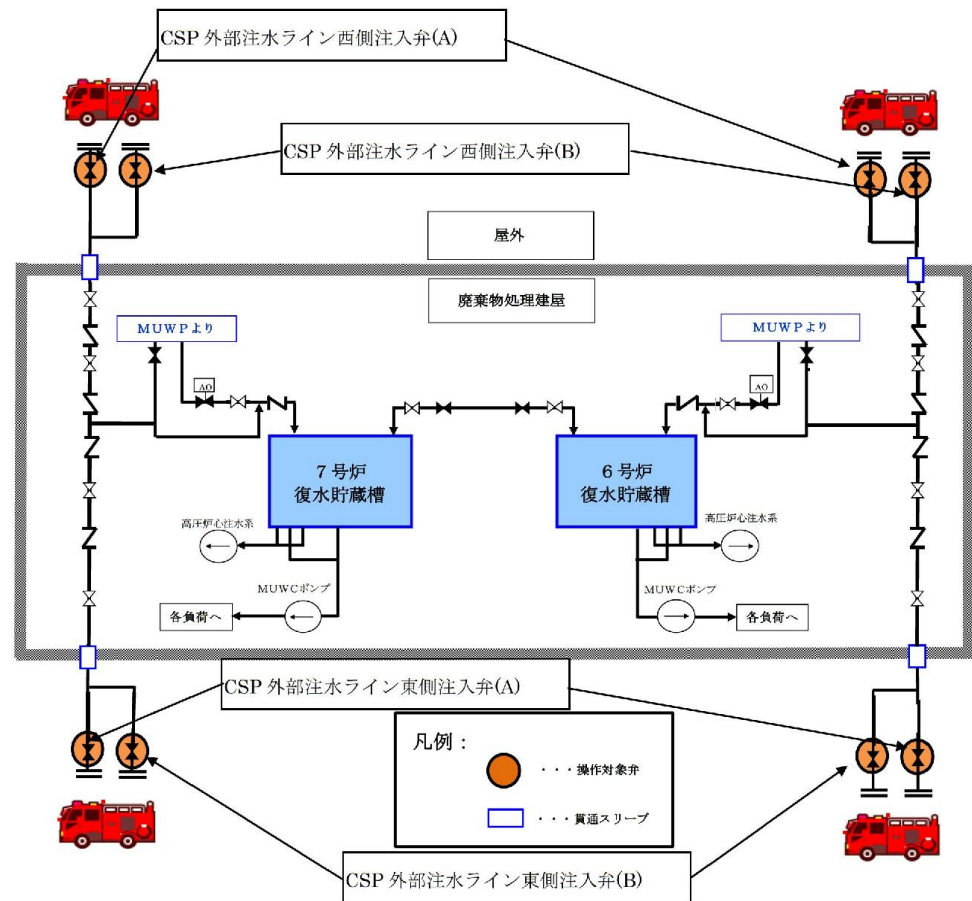 CSP 外部注水ライン西側注入弁(A)
CSP 外部注水ライン西側注入弁(B)
屋外
廃棄物処理建屋
MUWPより
MUWPより
AO
AO
7号炉
復水貯蔵槽
6号炉
復水貯蔵槽
高圧炉心注水系
高圧炉心注水系
MUWCポンプ
MUWCポンプ
各負荷へ
各負荷へ
CSP 外部注水ライン東側注入弁(A)
凡例：
・・・操作対象弁
・・・貫通スリーブ
CSP 外部注水ライン東側注入弁(B)